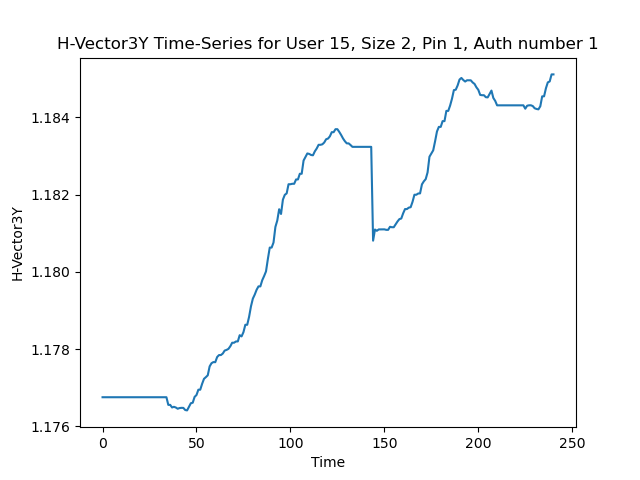 H-Vector3Y Time-Series for User 15, Size 2, Pin 1, Auth number 1
H-Vector3Y
1.184
1.182
1.180
1.178
1.176
0 50 100 150 200 250
Time